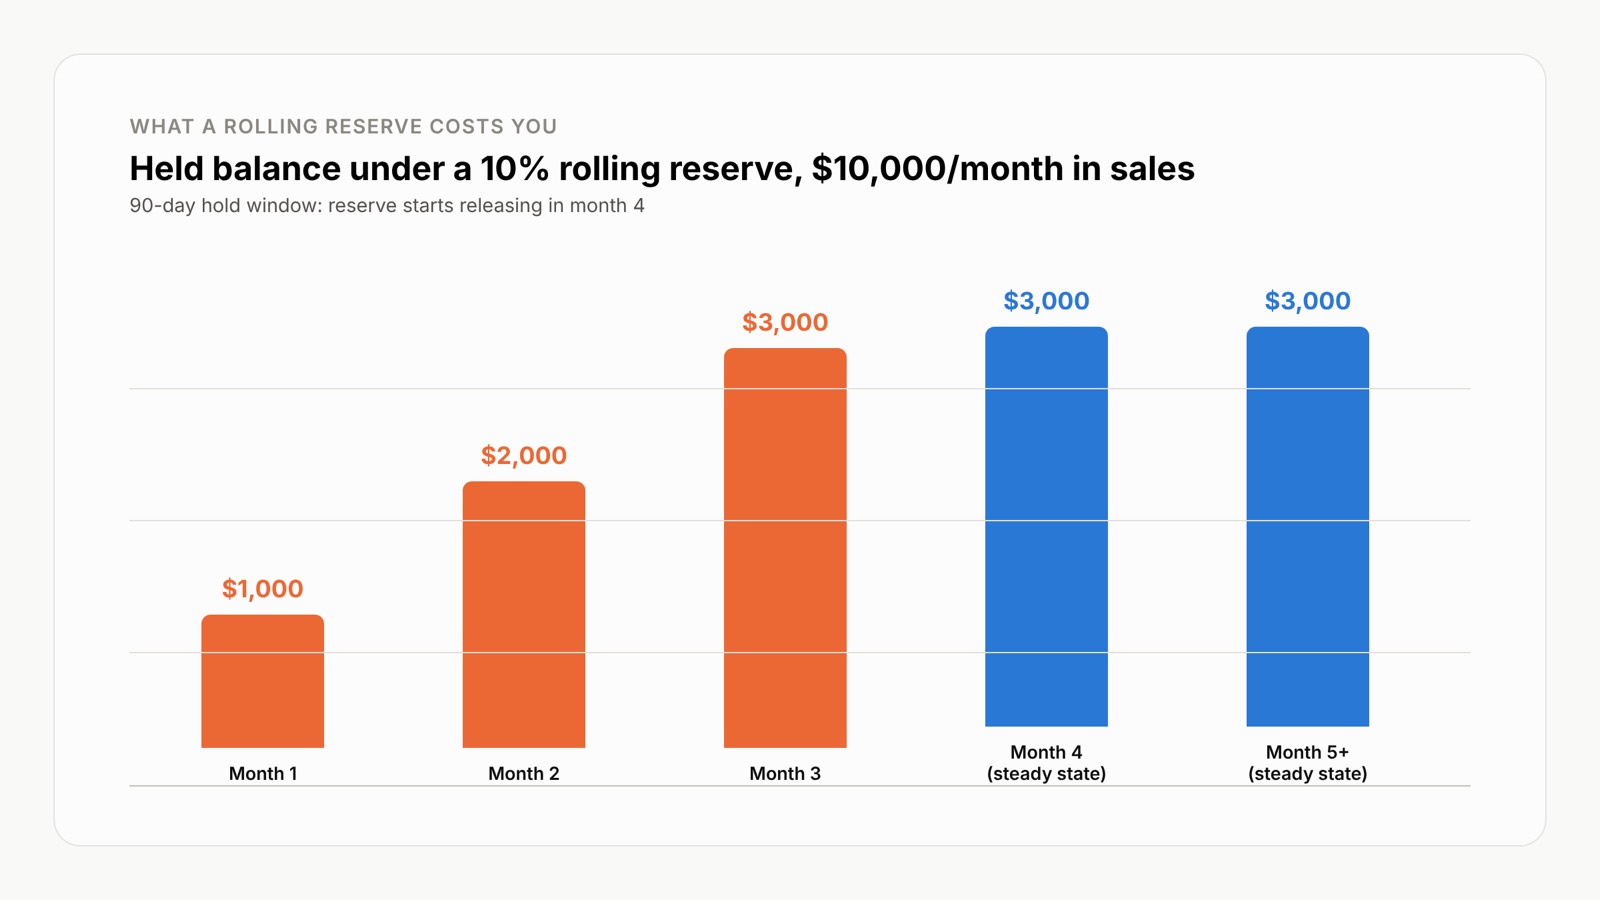 WHAT A ROLLING RESERVE COSTS YOU
Held balance under a 10% rolling reserve, $10,000/month in sales
90-day hold window: reserve starts releasing in month 4
$1,000
$2,000
$3,000
$3,000
$3,000
Month 1
Month 2
Month 3
Month 4
(steady state)
Month 5+
(steady state)